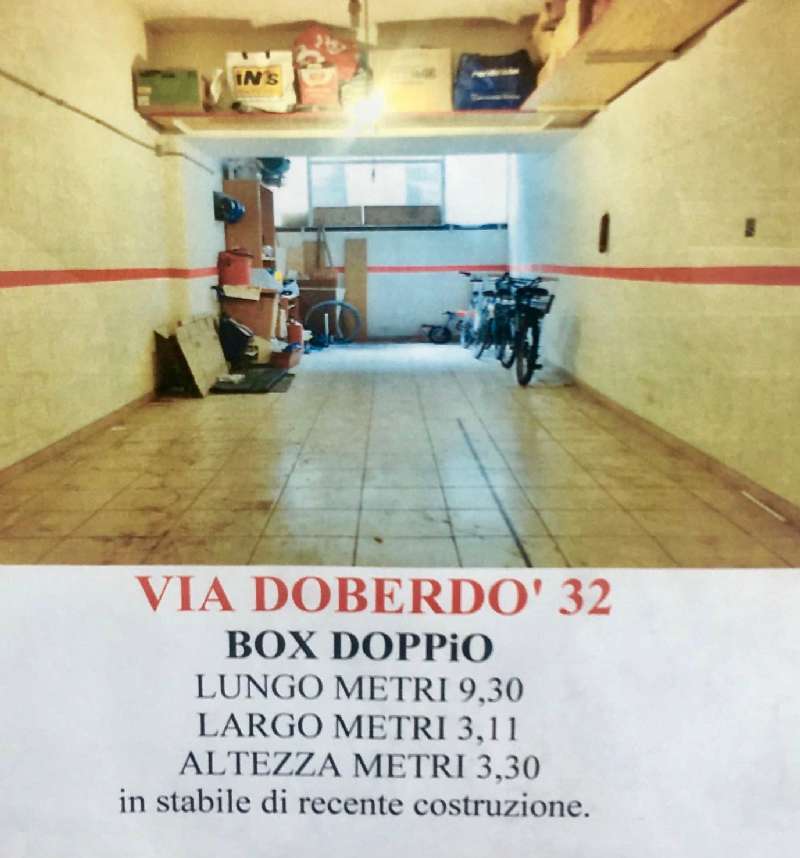 iN's
VIA DOBERDO' 32
BOX DOPPiO
LUNGO METRI 9,30
LARGO METRI 3,11
ALTEZZA METRI 3,30
in stabile di recente costruzione.